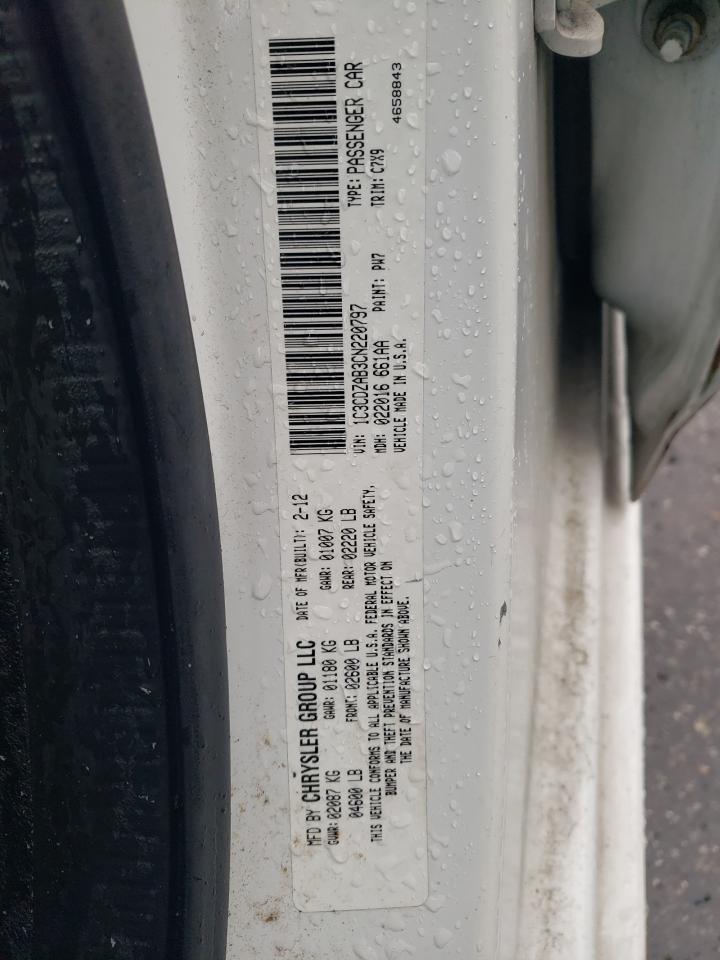 MFD BY CHRYSLER GROUP LLC DATE OF MFR(BUILT): 2-12
GVWR: 02087 KG GAWR: 01180 KG GAWR: 01007 KG
04600 LB FRONT: 02600 LB REAR: 02220 LB
THIS VEHICLE CONFORMS TO ALL APPLICABLE U.S.A. FEDERAL MOTOR VEHICLE SAFETY,
BUMPER AND THEFT PREVENTION STANDARDS IN EFFECT ON
THE DATE OF MANUFACTURE SHOWN ABOVE.
VIN: 1C3CDZAB3CN220797 TYPE: PASSENGER CAR
MDH: 022016 661AA PAINT: PW7 TRIM: C7X9
VEHICLE MADE IN U.S.A. 4658843